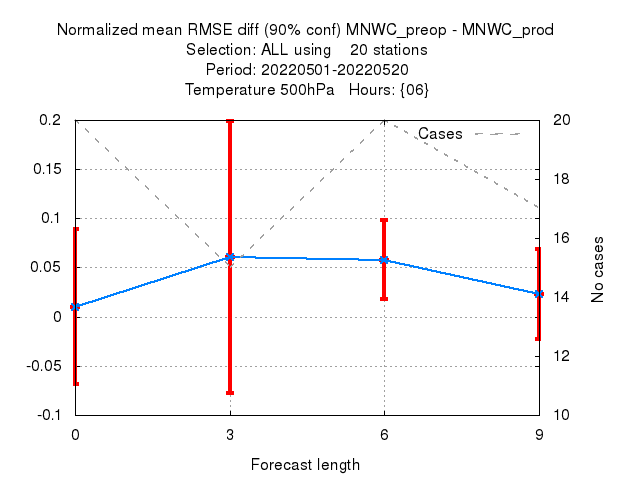 Normalized mean RMSE diff (90% conf) MNWC_preop - MNWC_prod
Selection: ALL using    20 stations
Period: 20220501-20220520
Temperature 500hPa   Hours: {06}
Cases
0.2
0.15
0.1
0.05
0
-0.05
-0.1
20
18
16
14
12
10
No cases
0 3 6 9
Forecast length